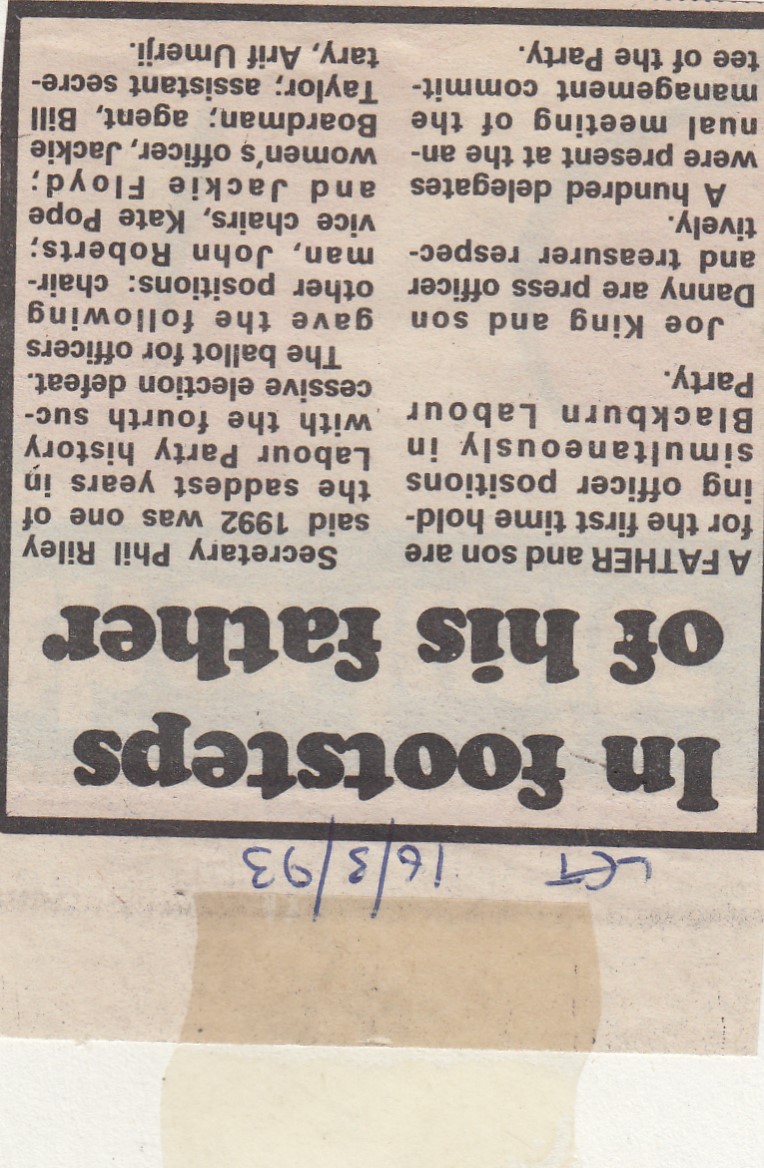 LET 16/3/93
In footsteps
of his father
A FATHER and son are
for the first time hold-
ing officer positions
simultaneously in
Blackburn Labour
Party.
Joe King and son
Danny are press officer
and treasurer respec-
tively.
A hundred delegates
were present at the an-
nual meeting of the
management commit-
tee of the Party.
Secretary Phil Riley
said 1992 was one of
the saddest years in
Labour Party history
with the fourth suc-
cessive election defeat.
The ballot for officers
gave the following
other positions: chair-
man, John Roberts;
vice chairs, Kate Pope
and Jackie Floyd;
women's officer, Jackie
Boardman; agent, Bill
Taylor; assistant secre-
tary, Arif Umerji.